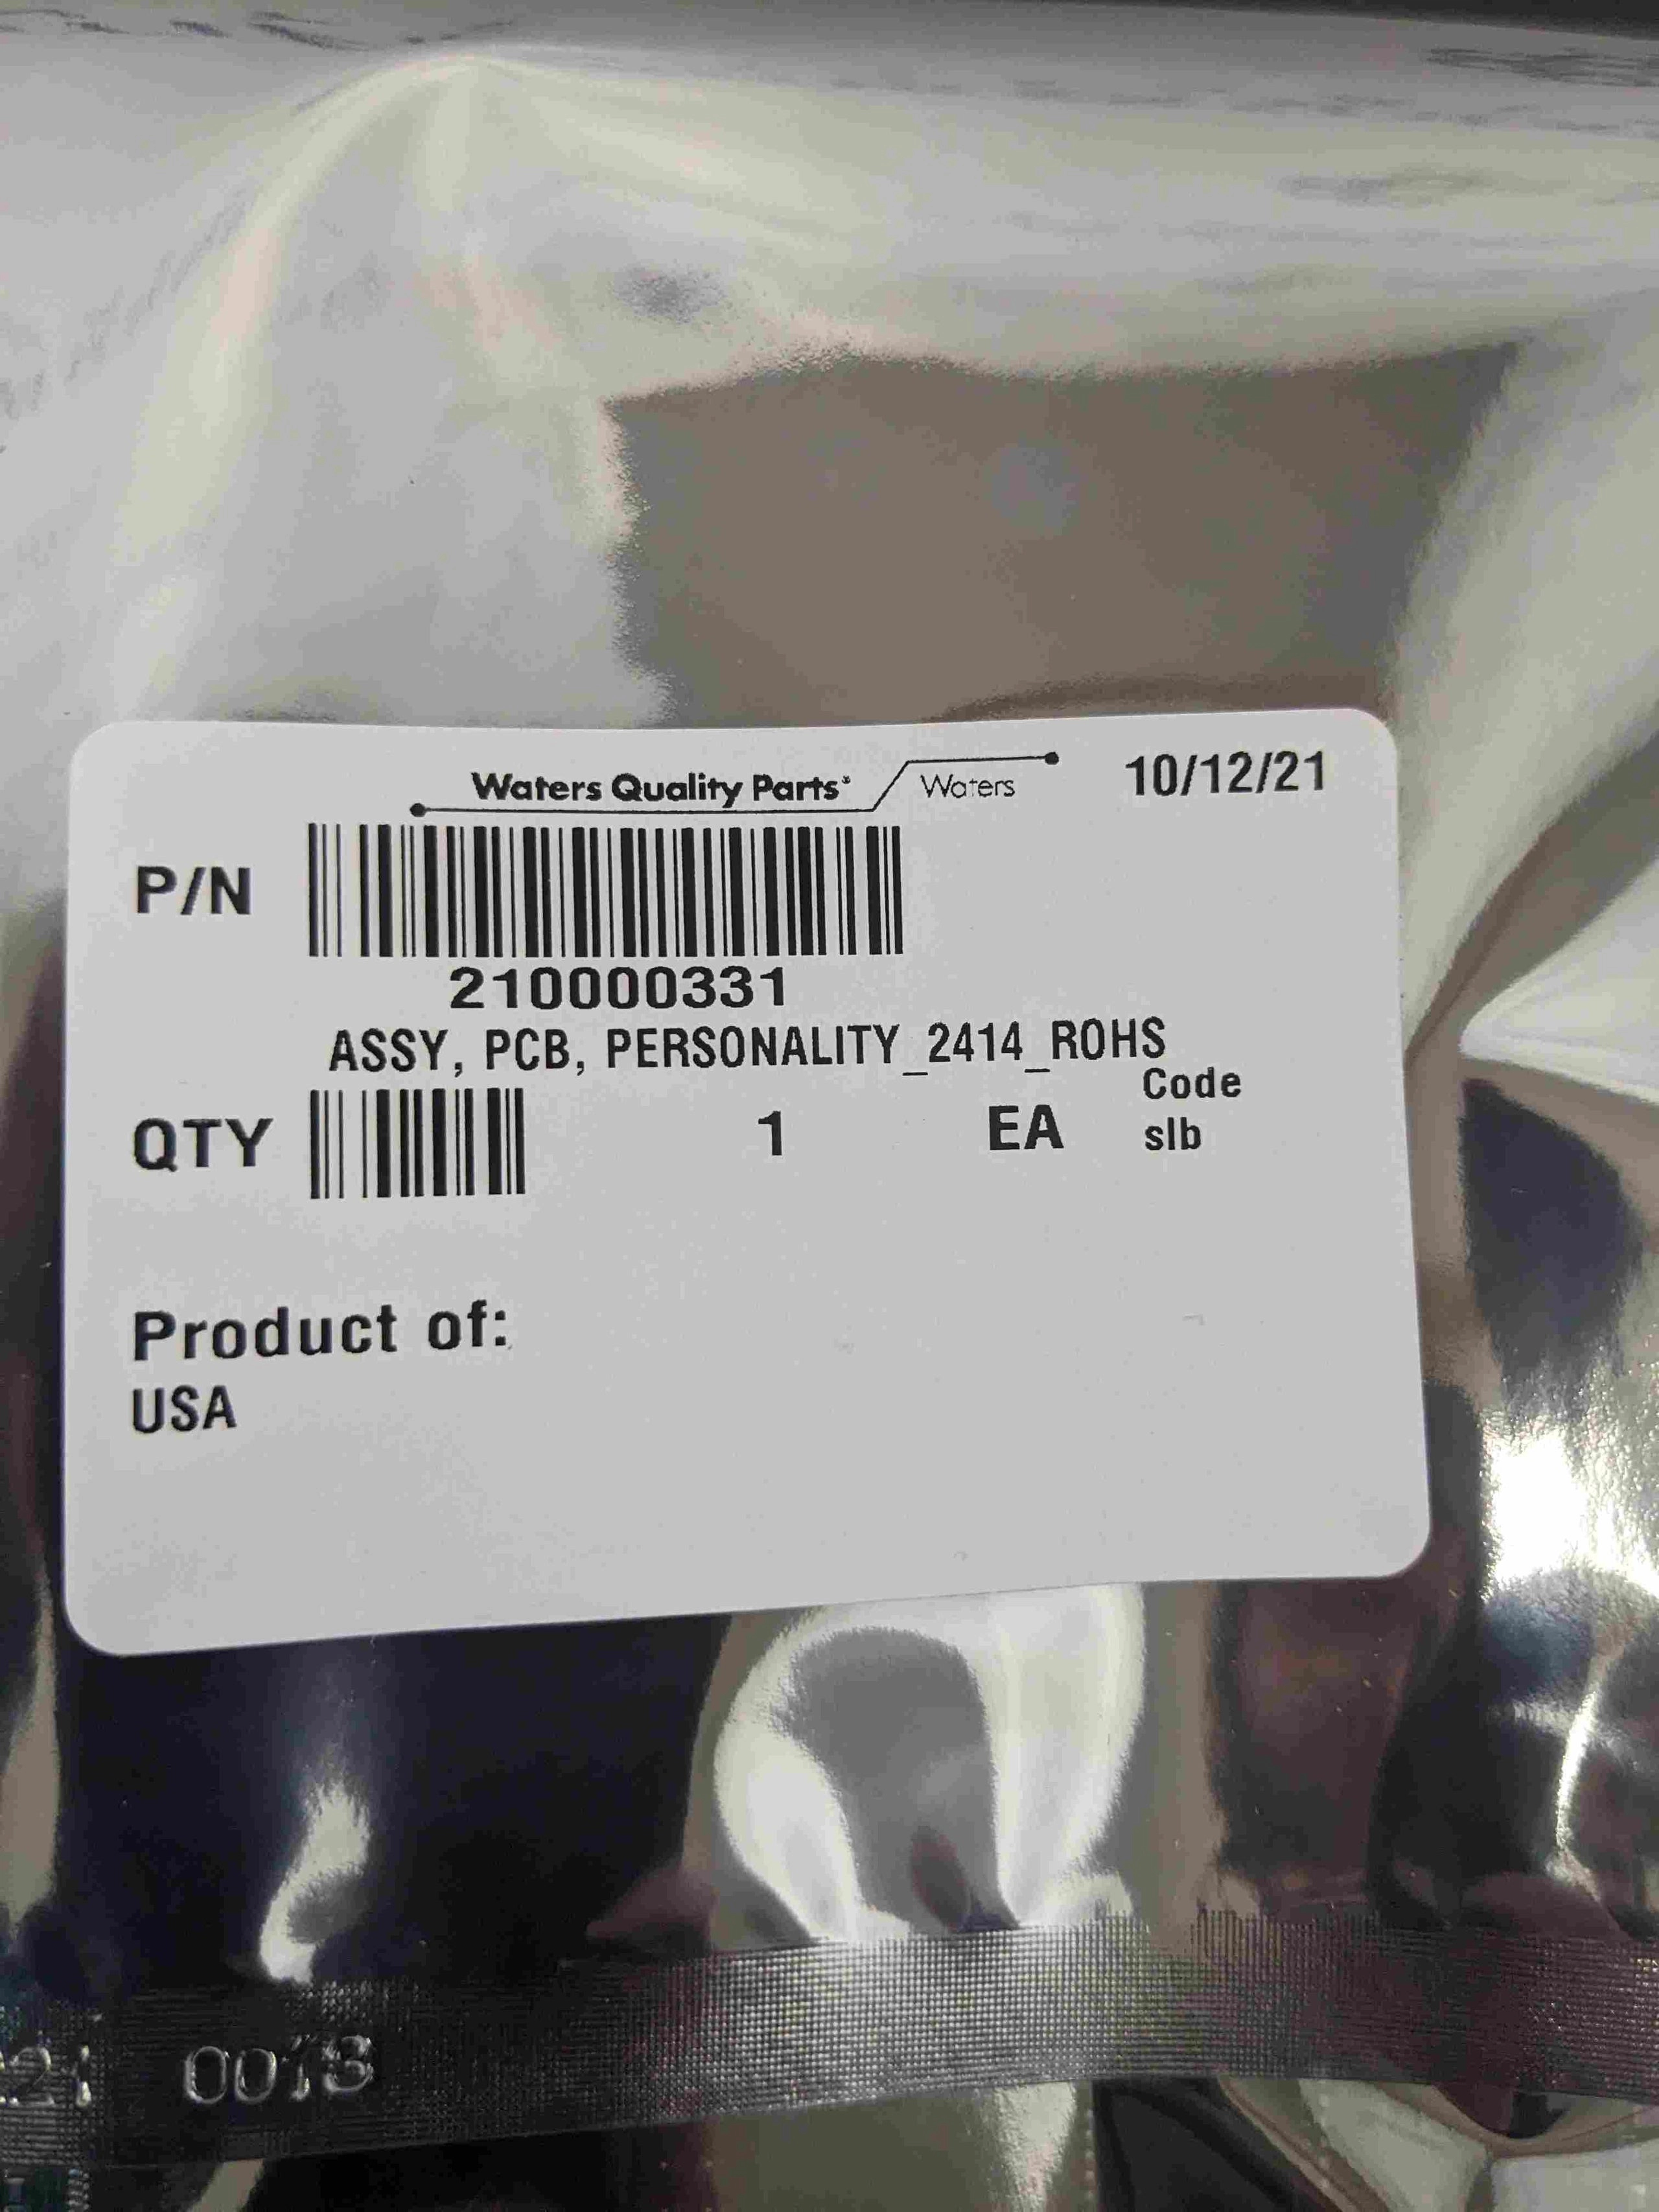 Waters Quality Parts* Waters 10/12/21
P/N
210000331
ASSY, PCB, PERSONALITY_2414_ROHS
Code
QTY 1 EA slb
Product of:
USA
21 0013